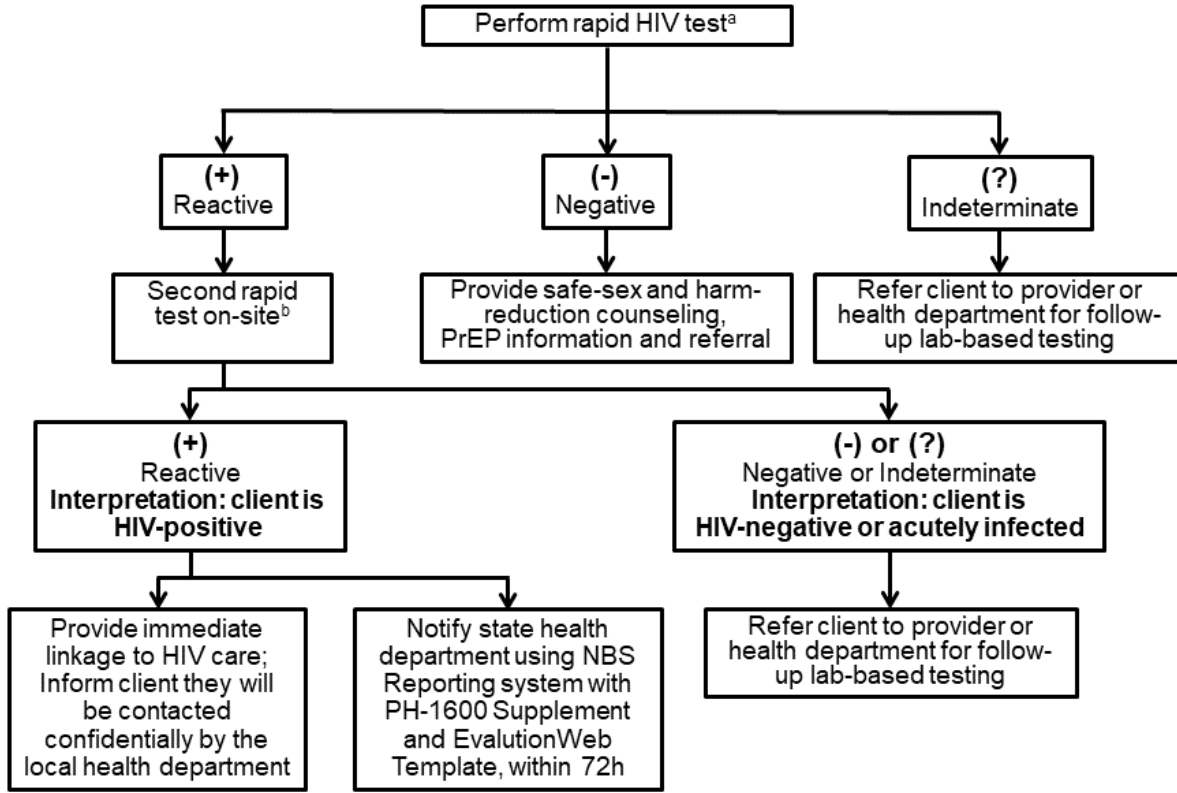 Perform rapid HIV testᵃ
(+)
Reactive
(-)
Negative
(?)
Indeterminate
Second rapid
test on-siteᵇ
Provide safe-sex and harm-
reduction counseling,
PrEP information and referral
Refer client to provider or
health department for follow-
up lab-based testing
(+)
Reactive
Interpretation: client is
HIV-positive
(-) or (?)
Negative or Indeterminate
Interpretation: client is
HIV-negative or acutely infected
Provide immediate
linkage to HIV care;
Inform client they will
be contacted
confidentially by the
local health department
Notify state health
department using NBS
Reporting system with
PH-1600 Supplement
and EvalutionWeb
Template, within 72h
Refer client to provider or
health department for follow-
up lab-based testing